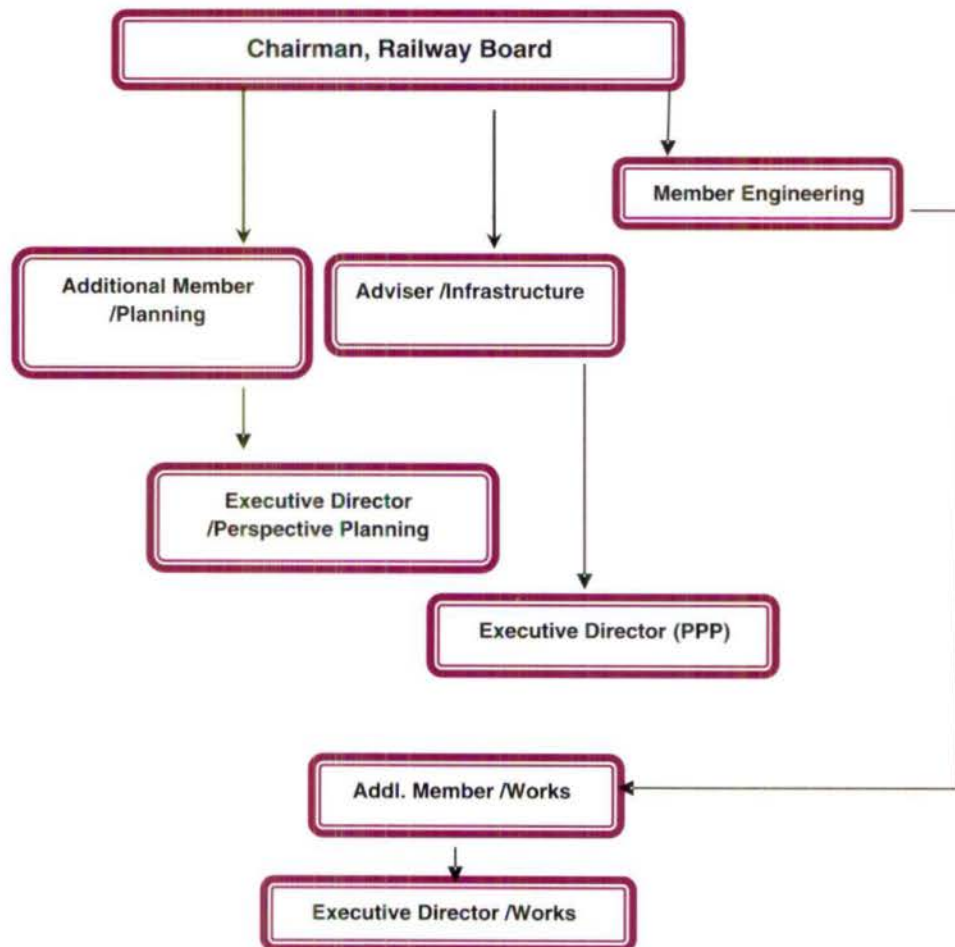 Chairman, Railway Board
Member Engineering
Additional Member
/Planning
Adviser /Infrastructure
Executive Director
/Perspective Planning
Executive Director (PPP)
Addl. Member /Works
Executive Director /Works